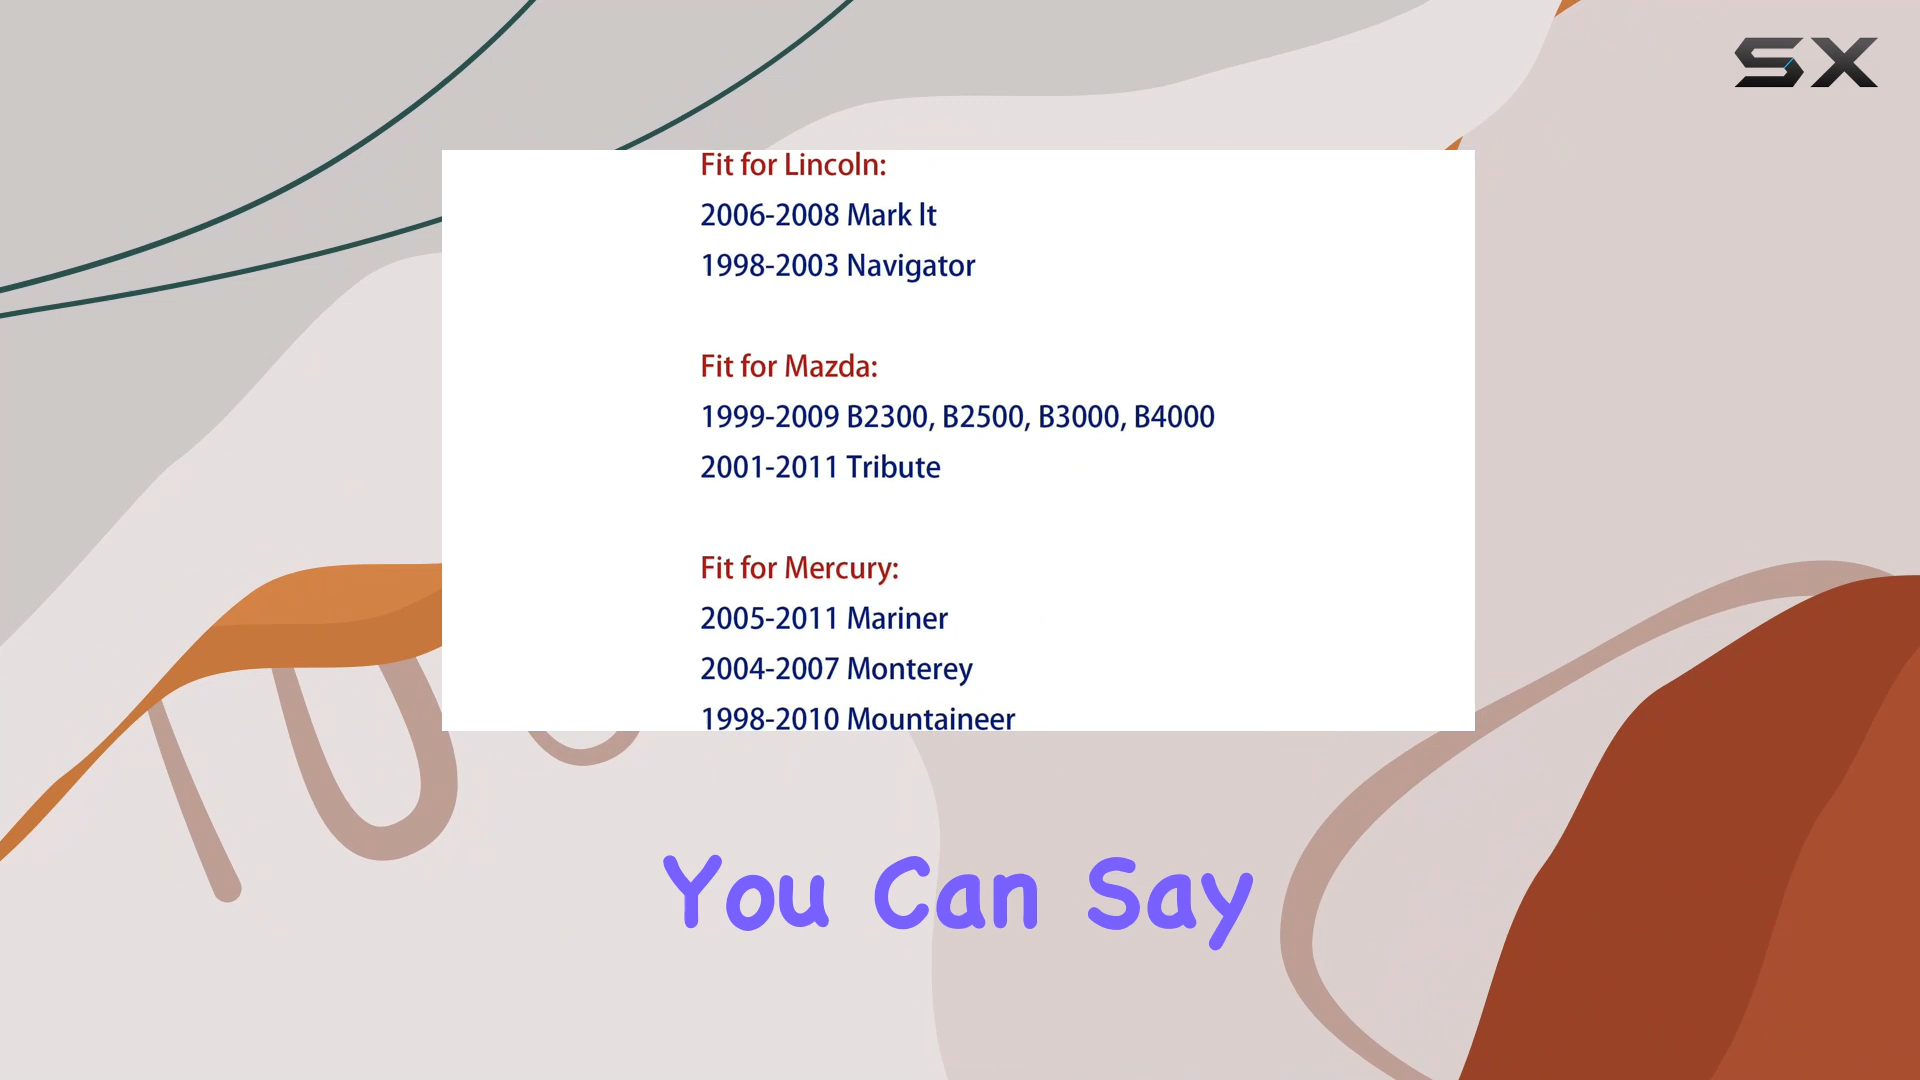 SX
Fit for Lincoln:
2006-2008 Mark lt
1998-2003 Navigator
Fit for Mazda:
1999-2009 B2300, B2500, B3000, B4000
2001-2011 Tribute
Fit for Mercury:
2005-2011 Mariner
2004-2007 Monterey
1998-2010 Mountaineer
You Can Say